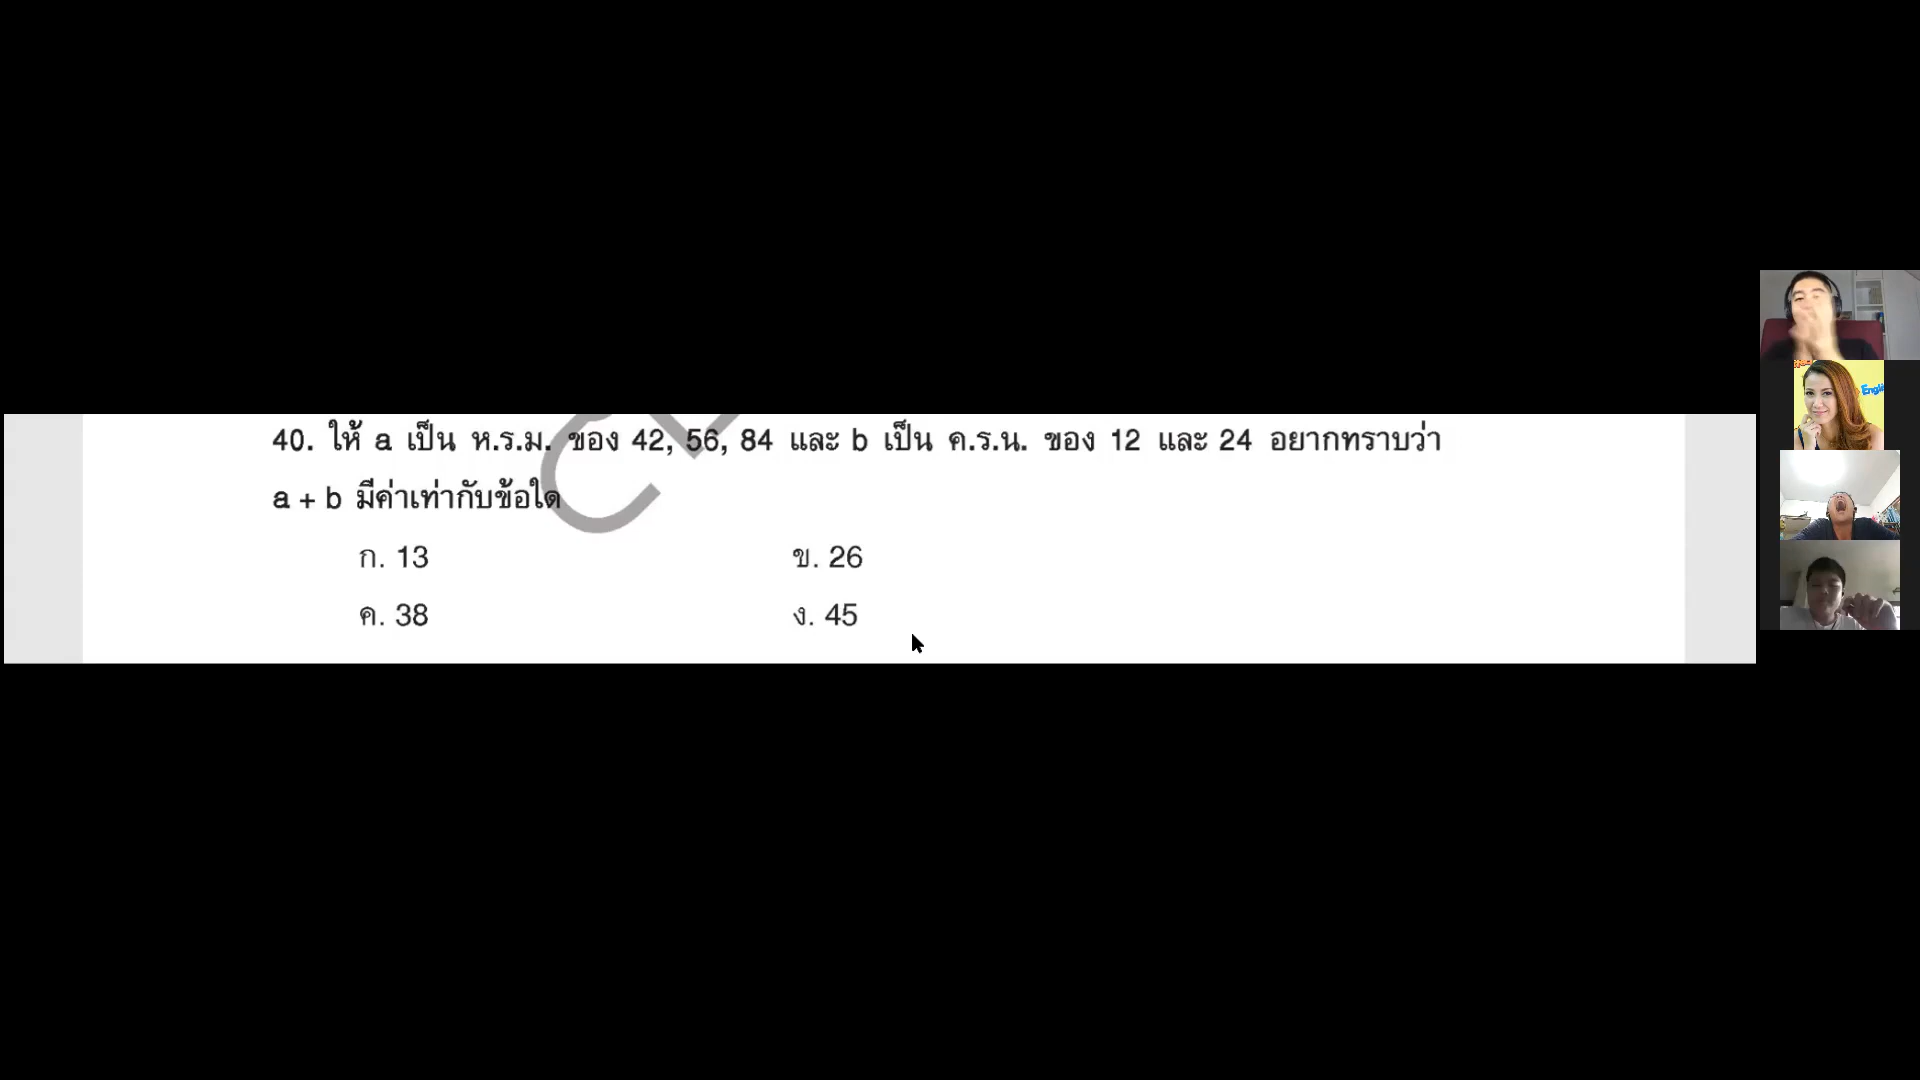 40. ให้ a เป็น ห.ร.ม. ของ 42, 56, 84 และ b เป็น ค.ร.น. ของ 12 และ 24 อยากทราบว่า
a + b มีค่าเท่ากับข้อใด
ก. 13 ข. 26
ค. 38 ง. 45